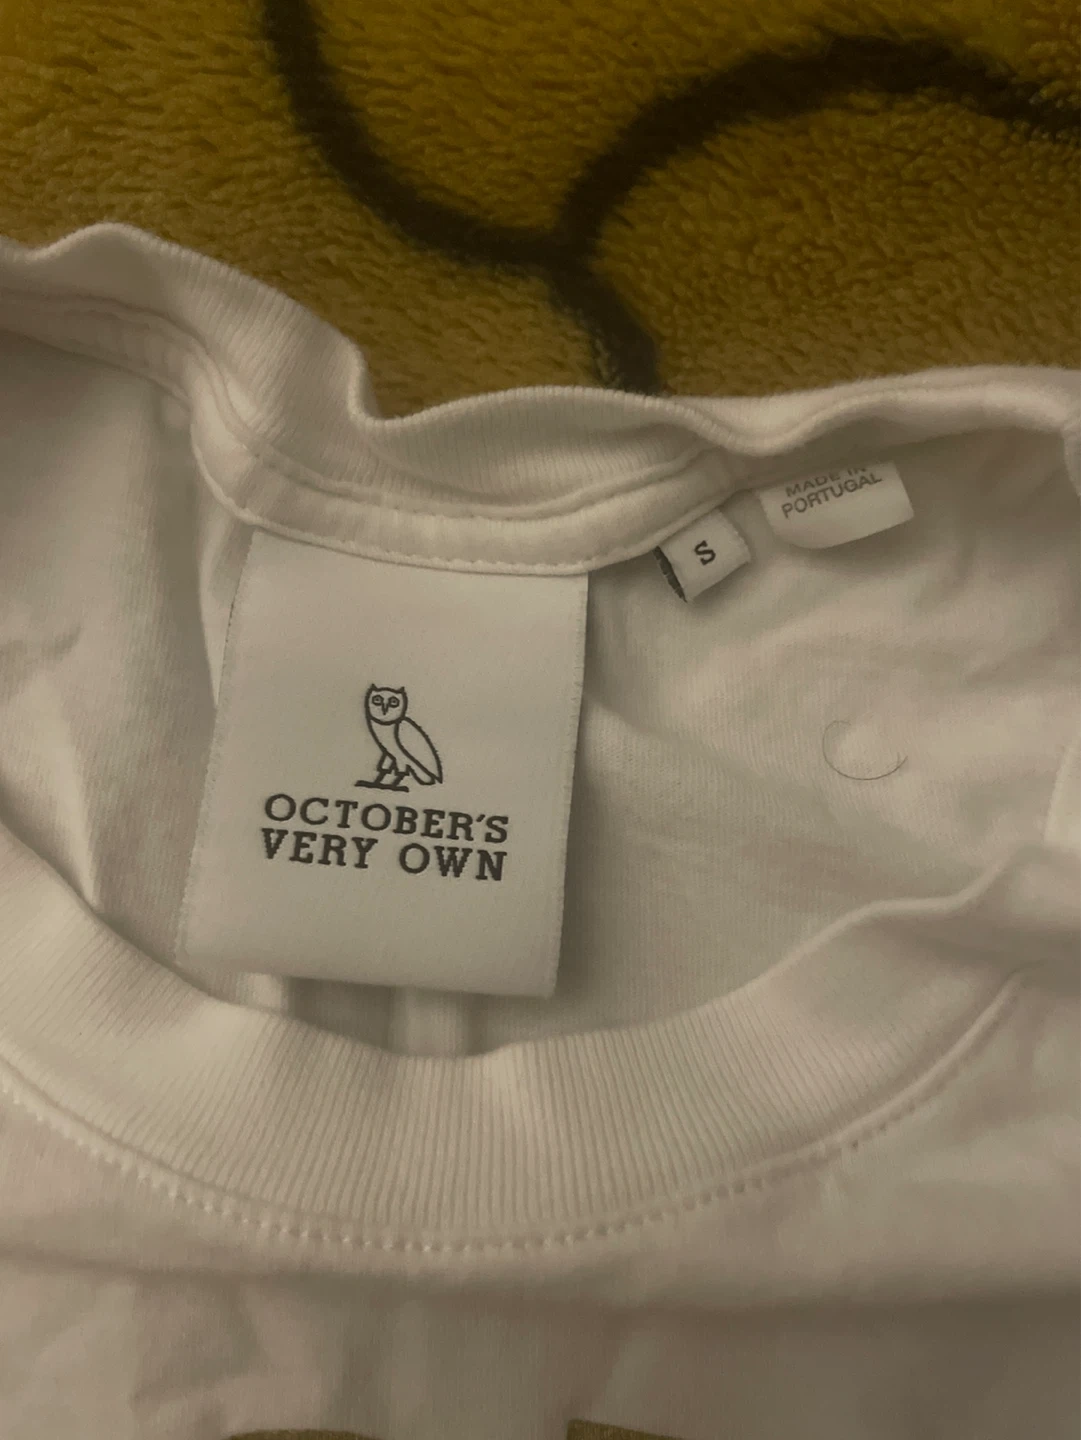 MADE IN
PORTUGAL
S
OCTOBER'S
VERY OWN